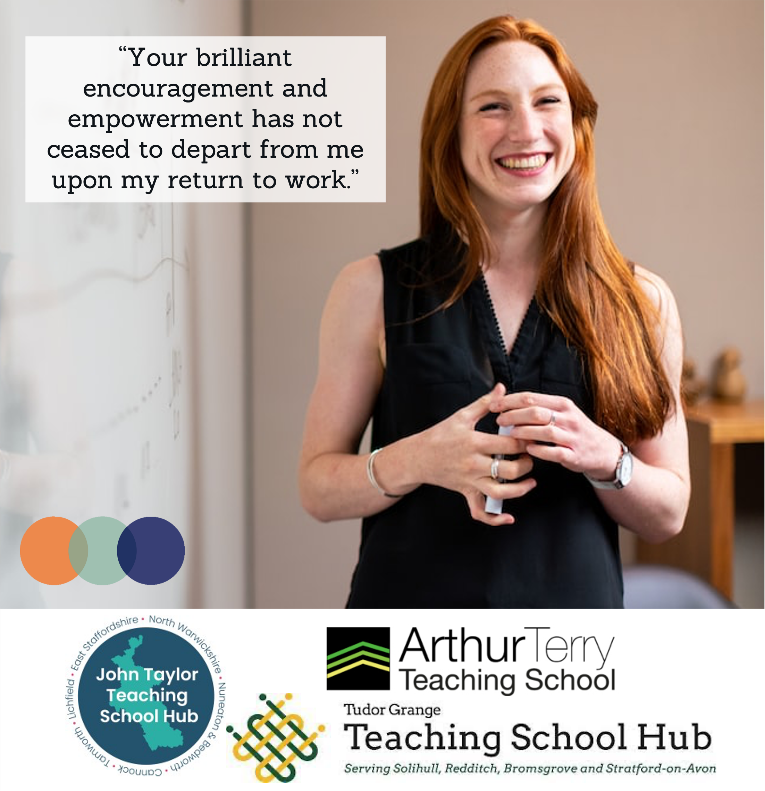 “Your brilliant
encouragement and
empowerment has not
ceased to depart from me
upon my return to work.”
East Staffordshire • North Warwickshire • Nuneaton & Bedworth • Cannock • Tamworth • Lichfield •
John Taylor
Teaching
School Hub
ArthurTerry
Teaching School
Tudor Grange
Teaching School Hub
Serving Solihull, Redditch, Bromsgrove and Stratford-on-Avon